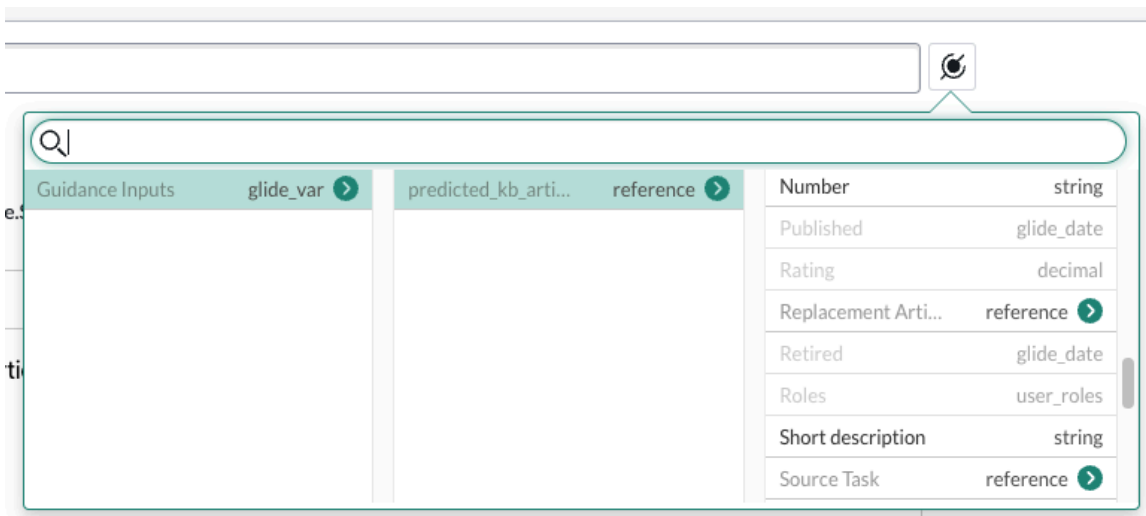 Guidance Inputs glide_var predicted_kb_arti... reference Number string
e.S
Published glide_date
Rating decimal
Replacement Arti... reference
Retired glide_date
Roles user_roles
Short description string
Source Task reference